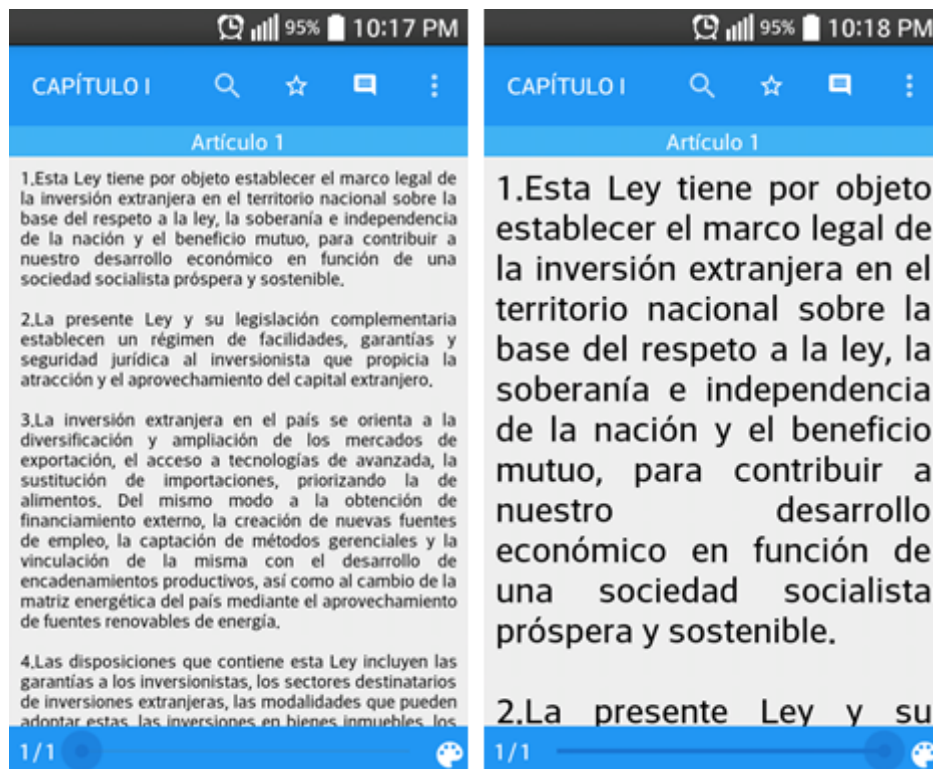 95% 10:17 PM
CAPÍTULO I
Artículo 1
1.Esta Ley tiene por objeto establecer el marco legal de
la inversión extranjera en el territorio nacional sobre la
base del respeto a la ley, la soberanía e independencia
de la nación y el beneficio mutuo, para contribuir a
nuestro desarrollo económico en función de una
sociedad socialista próspera y sostenible.
2.La presente Ley y su legislación complementaria
establecen un régimen de facilidades, garantías y
seguridad jurídica al inversionista que propicia la
atracción y el aprovechamiento del capital extranjero.
3.La inversión extranjera en el país se orienta a la
diversificación y ampliación de los mercados de
exportación, el acceso a tecnologías de avanzada, la
sustitución de importaciones, priorizando la de
alimentos. Del mismo modo a la obtención de
financiamiento externo, la creación de nuevas fuentes
de empleo, la captación de métodos gerenciales y la
vinculación de la misma con el desarrollo de
encadenamientos productivos, así como al cambio de la
matriz energética del país mediante el aprovechamiento
de fuentes renovables de energía.
4.Las disposiciones que contiene esta Ley incluyen las
garantías a los inversionistas, los sectores destinatarios
de inversiones extranjeras, las modalidades que pueden
adoptar estas, las inversiones en bienes inmuebles, los
1/1
95% 10:18 PM
CAPÍTULO I
Artículo 1
1.Esta Ley tiene por objeto
establecer el marco legal de
la inversión extranjera en el
territorio nacional sobre la
base del respeto a la ley, la
soberanía e independencia
de la nación y el beneficio
mutuo, para contribuir a
nuestro desarrollo
económico en función de
una sociedad socialista
próspera y sostenible.
2.La presente Ley y su
1/1